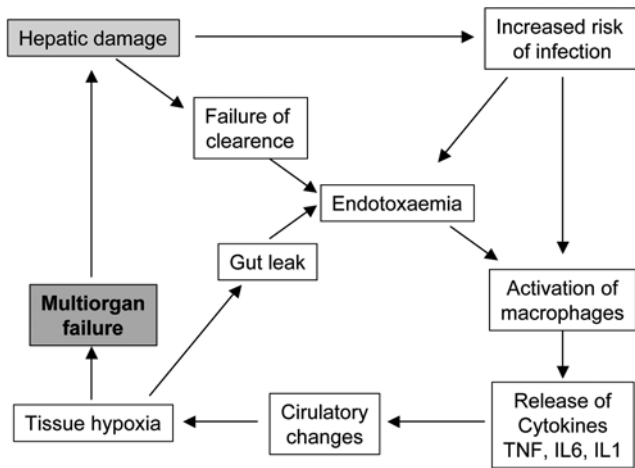 Hepatic damage
Increased risk
of infection
Failure of
clearence
Endotoxaemia
Gut leak
Multiorgan
failure
Activation of
macrophages
Tissue hypoxia
Cirulatory
changes
Release of
Cytokines
TNF, IL6, IL1